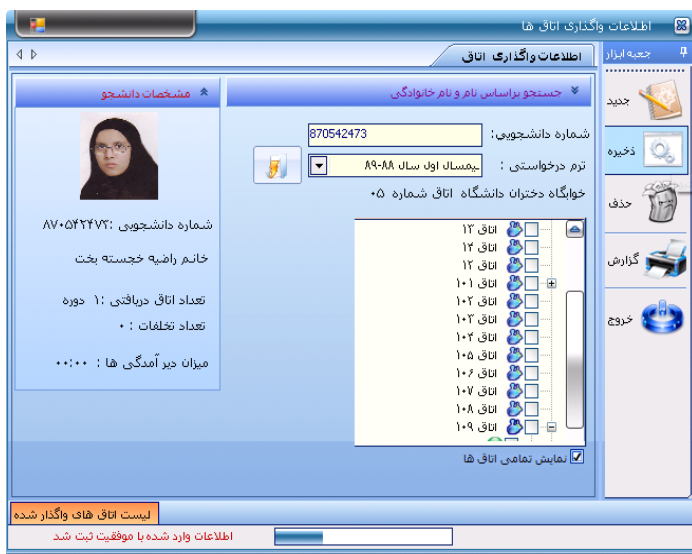 اطلاعات واگذاری اتاق ها
جعبه ابزار
جدید
ذخیره
حذف
گزارش
خروج
اطلاعات واگذاری اتاق
جستجو براساس نام و نام خانوادگی
شماره دانشجویی:
870542473
ترم درخواستی :
یمسال اول سال ۸۸-۸۹
خوابگاه دختران دانشگاه اتاق شماره ۰۵
اتاق ۱۳
اتاق ۱۴
اتاق ۱۲
اتاق ۱۰۱
اتاق ۱۰۲
اتاق ۱۰۳
اتاق ۱۰۴
اتاق ۱۰۵
اتاق ۱۰۶
اتاق ۱۰۷
اتاق ۱۰۸
اتاق ۱۰۹
نمایش تمامی اتاق ها
مشخصات دانشجو
شماره دانشجویی :۸۷۰۵۴۲۴۷۳
خانم راضیه خجسته بخت
تعداد اتاق دریافتی :۱ دوره
تعداد تخلفات : ۰
میزان دیر آمدگی ها : ۰۰:۰۰
لیست اتاق های واگذار شده
اطلاعات وارد شده با موفقیت ثبت شد